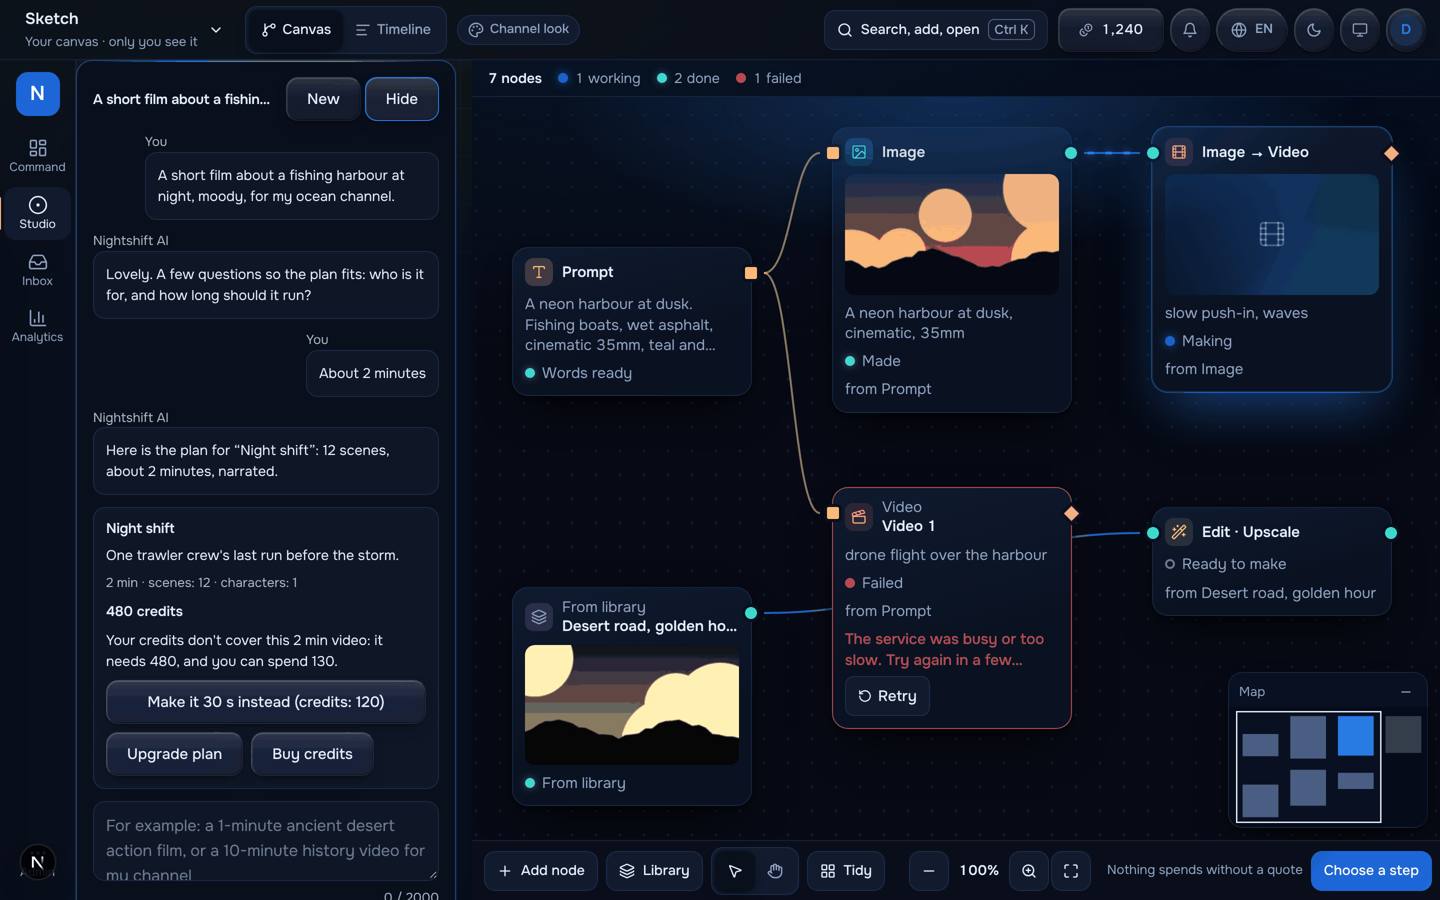 Sketch
Your canvas · only you see it
Canvas
Timeline
Channel look
Search, add, open
Ctrl K
1,240
EN
D
N
Command
Studio
Inbox
Analytics
N
A short film about a fishin...
New
Hide
You
A short film about a fishing harbour at
night, moody, for my ocean channel.
Nightshift AI
Lovely. A few questions so the plan fits: who is it
for, and how long should it run?
You
About 2 minutes
Nightshift AI
Here is the plan for “Night shift”: 12 scenes,
about 2 minutes, narrated.
Night shift
One trawler crew's last run before the storm.
2 min · scenes: 12 · characters: 1
480 credits
Your credits don't cover this 2 min video: it
needs 480, and you can spend 130.
Make it 30 s instead (credits: 120)
Upgrade plan
Buy credits
For example: a 1-minute ancient desert
action film, or a 10-minute history video for
my channel
0 / 2000
7 nodes
1 working
2 done
1 failed
Prompt
A neon harbour at dusk.
Fishing boats, wet asphalt,
cinematic 35mm, teal and...
Words ready
Image
A neon harbour at dusk,
cinematic, 35mm
Made
from Prompt
Image → Video
slow push-in, waves
Making
from Image
Video
Video 1
drone flight over the harbour
Failed
from Prompt
The service was busy or too
slow. Try again in a few...
Retry
Edit · Upscale
Ready to make
from Desert road, golden hour
From library
Desert road, golden ho...
From library
Map
Add node
Library
Tidy
100%
Nothing spends without a quote
Choose a step